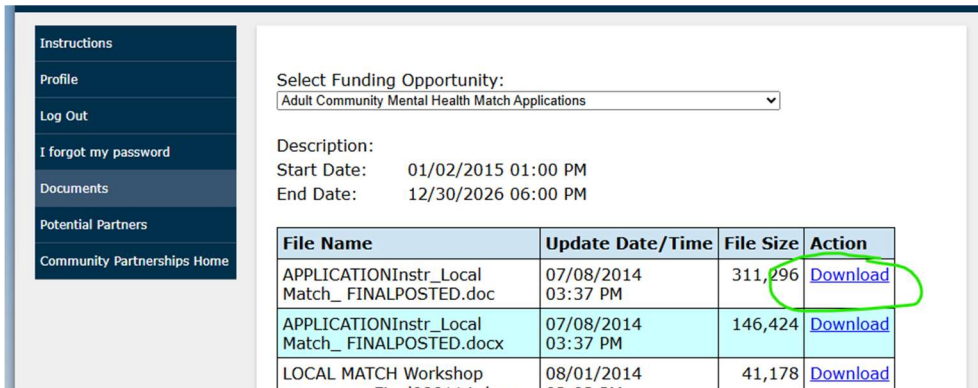 Instructions
Profile
Log Out
I forgot my password
Documents
Potential Partners
Community Partnerships Home
Select Funding Opportunity:
Adult Community Mental Health Match Applications
Description:
Start Date: 01/02/2015 01:00 PM
End Date: 12/30/2026 06:00 PM
File Name Update Date/Time File Size Action
APPLICATIONInstr_Local 07/08/2014 311,296 Download
Match_ FINALPOSTED.doc 03:37 PM
APPLICATIONInstr_Local 07/08/2014 146,424 Download
Match_ FINALPOSTED.docx 03:37 PM
LOCAL MATCH Workshop 08/01/2014 41,178 Download